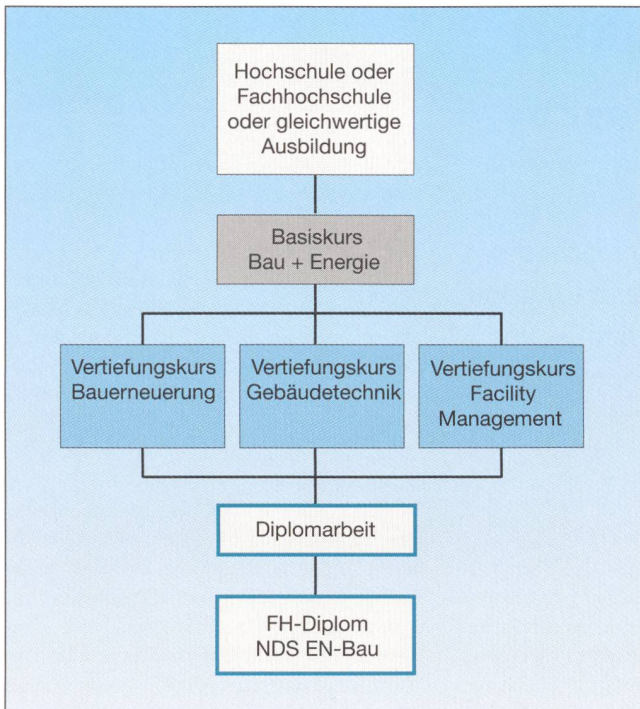 Hochschule oder
Fachhochschule
oder gleichwertige
Ausbildung
Basiskurs
Bau + Energie
Vertiefungskurs
Bauerneuerung
Vertiefungskurs
Gebäudetechnik
Vertiefungskurs
Facility
Management
Diplomarbeit
FH-Diplom
NDS EN-Bau